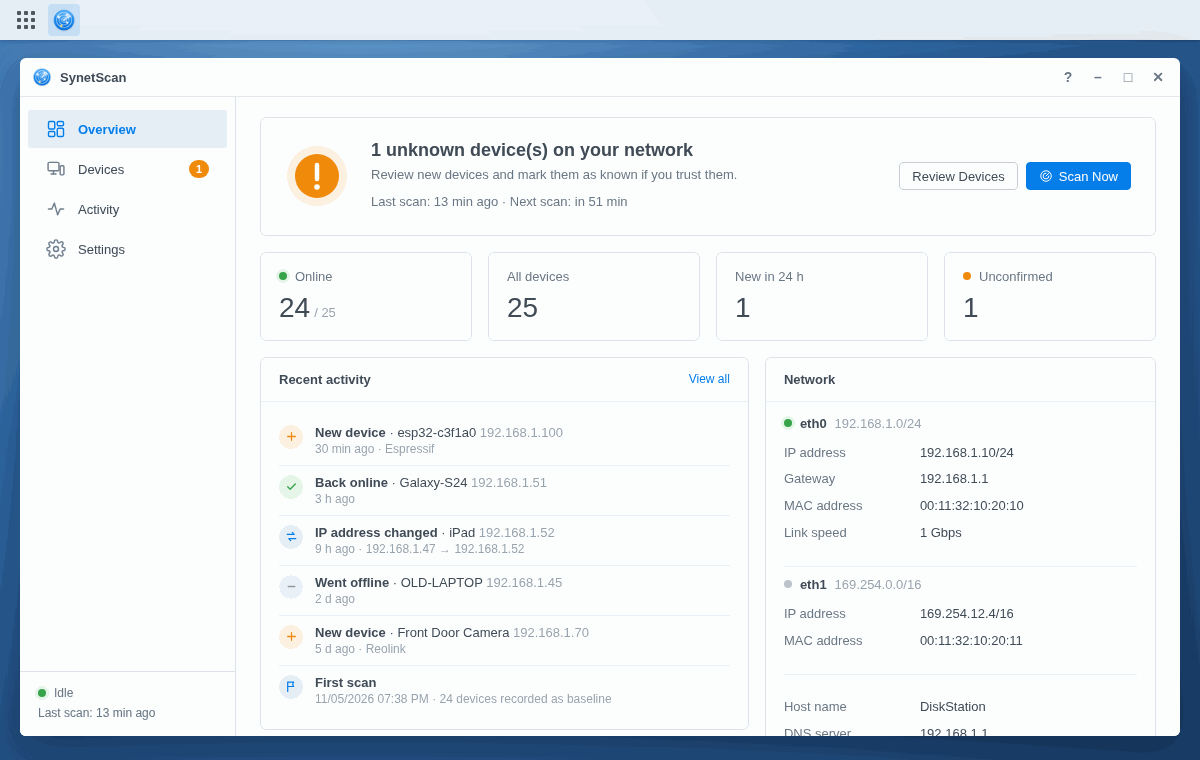 SynetScan
?
Overview
Devices
1
Activity
Settings
1 unknown device(s) on your network
Review new devices and mark them as known if you trust them.
Last scan: 13 min ago · Next scan: in 51 min
Review Devices
Scan Now
Online
24 / 25
All devices
25
New in 24 h
1
Unconfirmed
1
Recent activity
View all
New device · esp32-c3f1a0 192.168.1.100
30 min ago · Espressif
Back online · Galaxy-S24 192.168.1.51
3 h ago
IP address changed · iPad 192.168.1.52
9 h ago · 192.168.1.47 → 192.168.1.52
Went offline · OLD-LAPTOP 192.168.1.45
2 d ago
New device · Front Door Camera 192.168.1.70
5 d ago · Reolink
First scan
11/05/2026 07:38 PM · 24 devices recorded as baseline
Network
eth0 192.168.1.0/24
IP address 192.168.1.10/24
Gateway 192.168.1.1
MAC address 00:11:32:10:20:10
Link speed 1 Gbps
eth1 169.254.0.0/16
IP address 169.254.12.4/16
MAC address 00:11:32:10:20:11
Host name DiskStation
DNS server 192.168.1.1
Idle
Last scan: 13 min ago